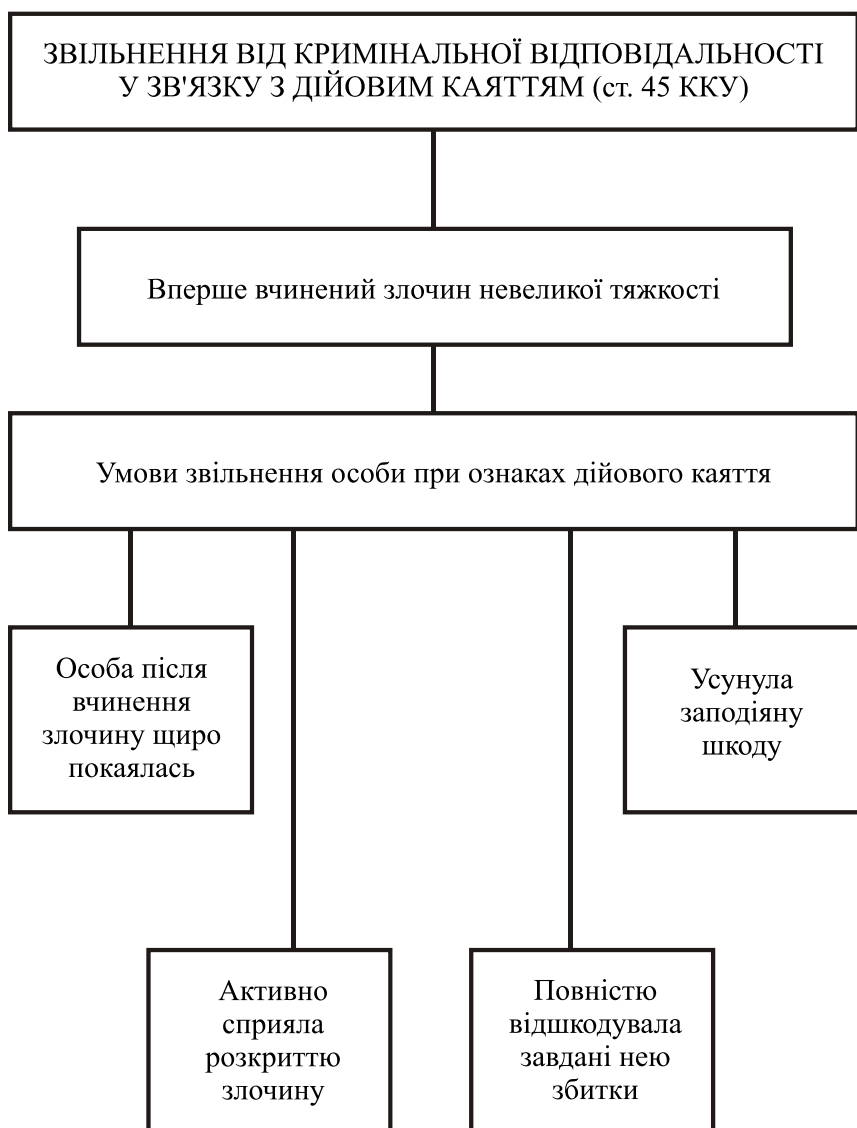 ЗВІЛЬНЕННЯ ВІД КРИМІНАЛЬНОЇ ВІДПОВІДАЛЬНОСТІ
У ЗВ'ЯЗКУ З ДІЙОВИМ КАЯТТЯМ (ст. 45 ККУ)
Вперше вчинений злочин невеликої тяжкості
Умови звільнення особи при ознаках дійового каяття
Особа після
вчинення
злочину щиро
покаялась
Усунула
заподіяну
шкоду
Активно
сприяла
розкриттю
злочину
Повністю
відшкодувала
завдані нею
збитки